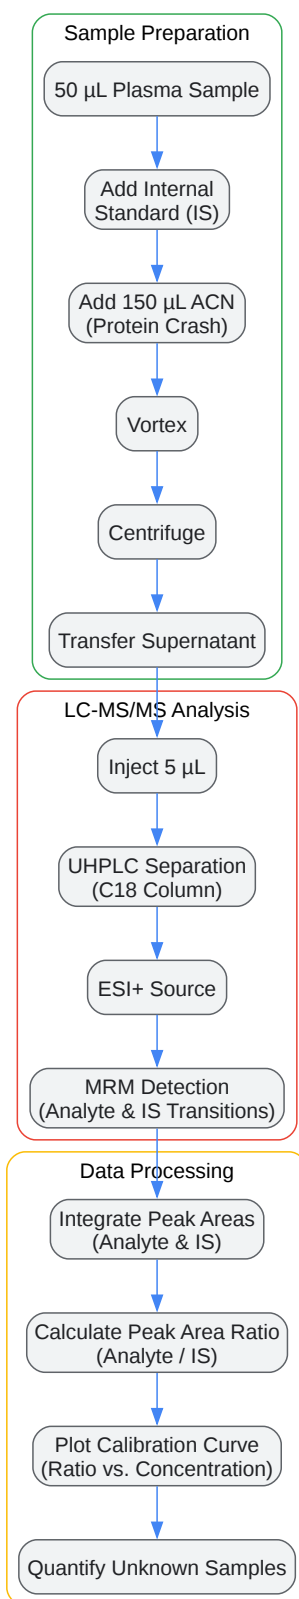 Sample Preparation
50 µL Plasma Sample
Add Internal
Standard (IS)
Add 150 µL ACN
(Protein Crash)
Vortex
Centrifuge
Transfer Supernatant
LC-MS/MS Analysis
Inject 5 µL
UHPLC Separation
(C18 Column)
ESI+ Source
MRM Detection
(Analyte & IS Transitions)
Data Processing
Integrate Peak Areas
(Analyte & IS)
Calculate Peak Area Ratio
(Analyte / IS)
Plot Calibration Curve
(Ratio vs. Concentration)
Quantify Unknown Samples